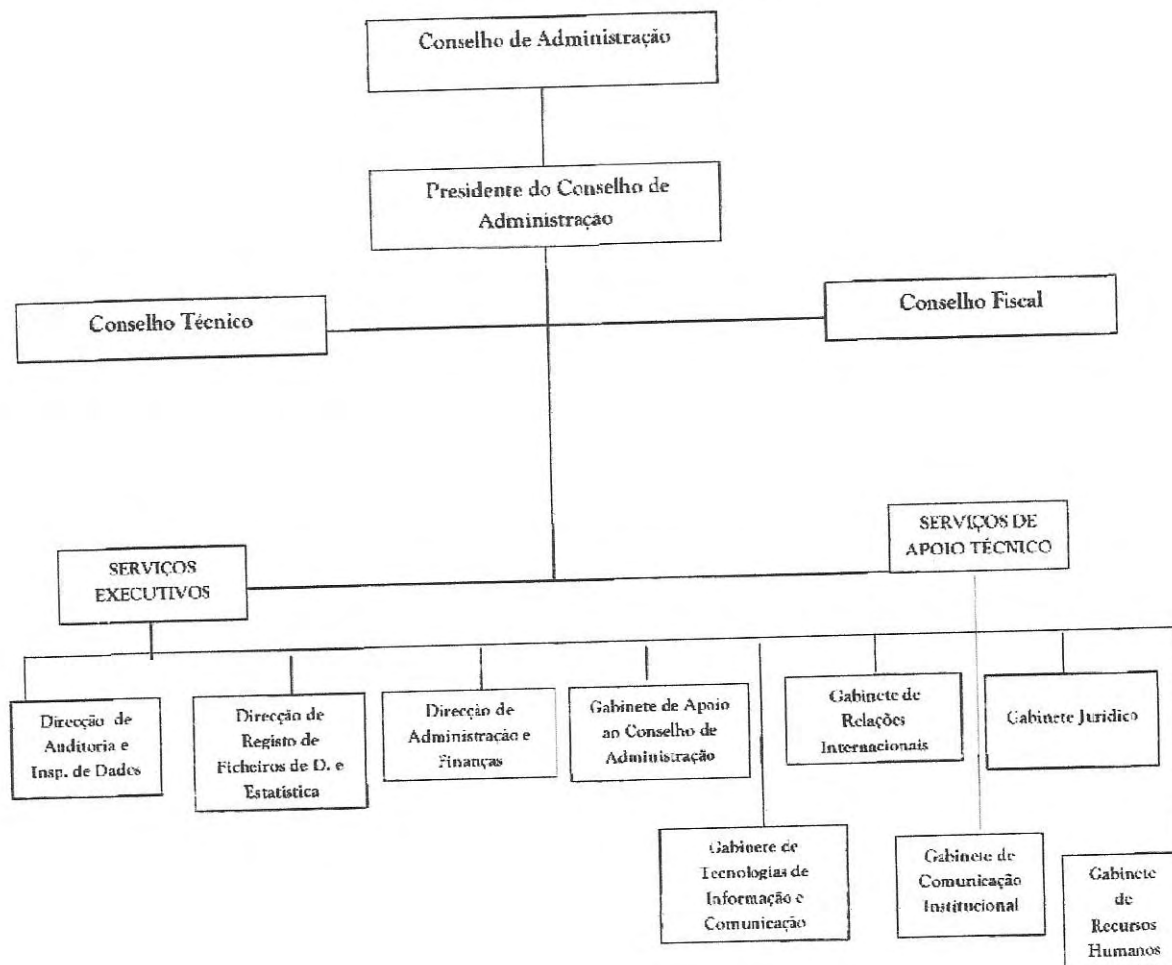 Conselho de Administração
Presidente do Conselho de
Administração
Conselho Técnico
Conselho Fiscal
SERVIÇOS DE
APOIO TÉCNICO
SERVIÇOS
EXECUTIVOS
Direcção de
Auditoria e
Insp. de Dados
Direcção de
Registo de
Ficheiros de D. e
Estatistica
Direcção de
Administração e
Finanças
Gabinete de Apoio
ao Conselho de
Administração
Gabinete de
Relações
Internacionais
Gabinete Juridico
Gabinete de
Tecnologias de
Informação e
Comunicação
Gabinete de
Comunicação
Institucional
Gabinete
de
Recursos
Humanos